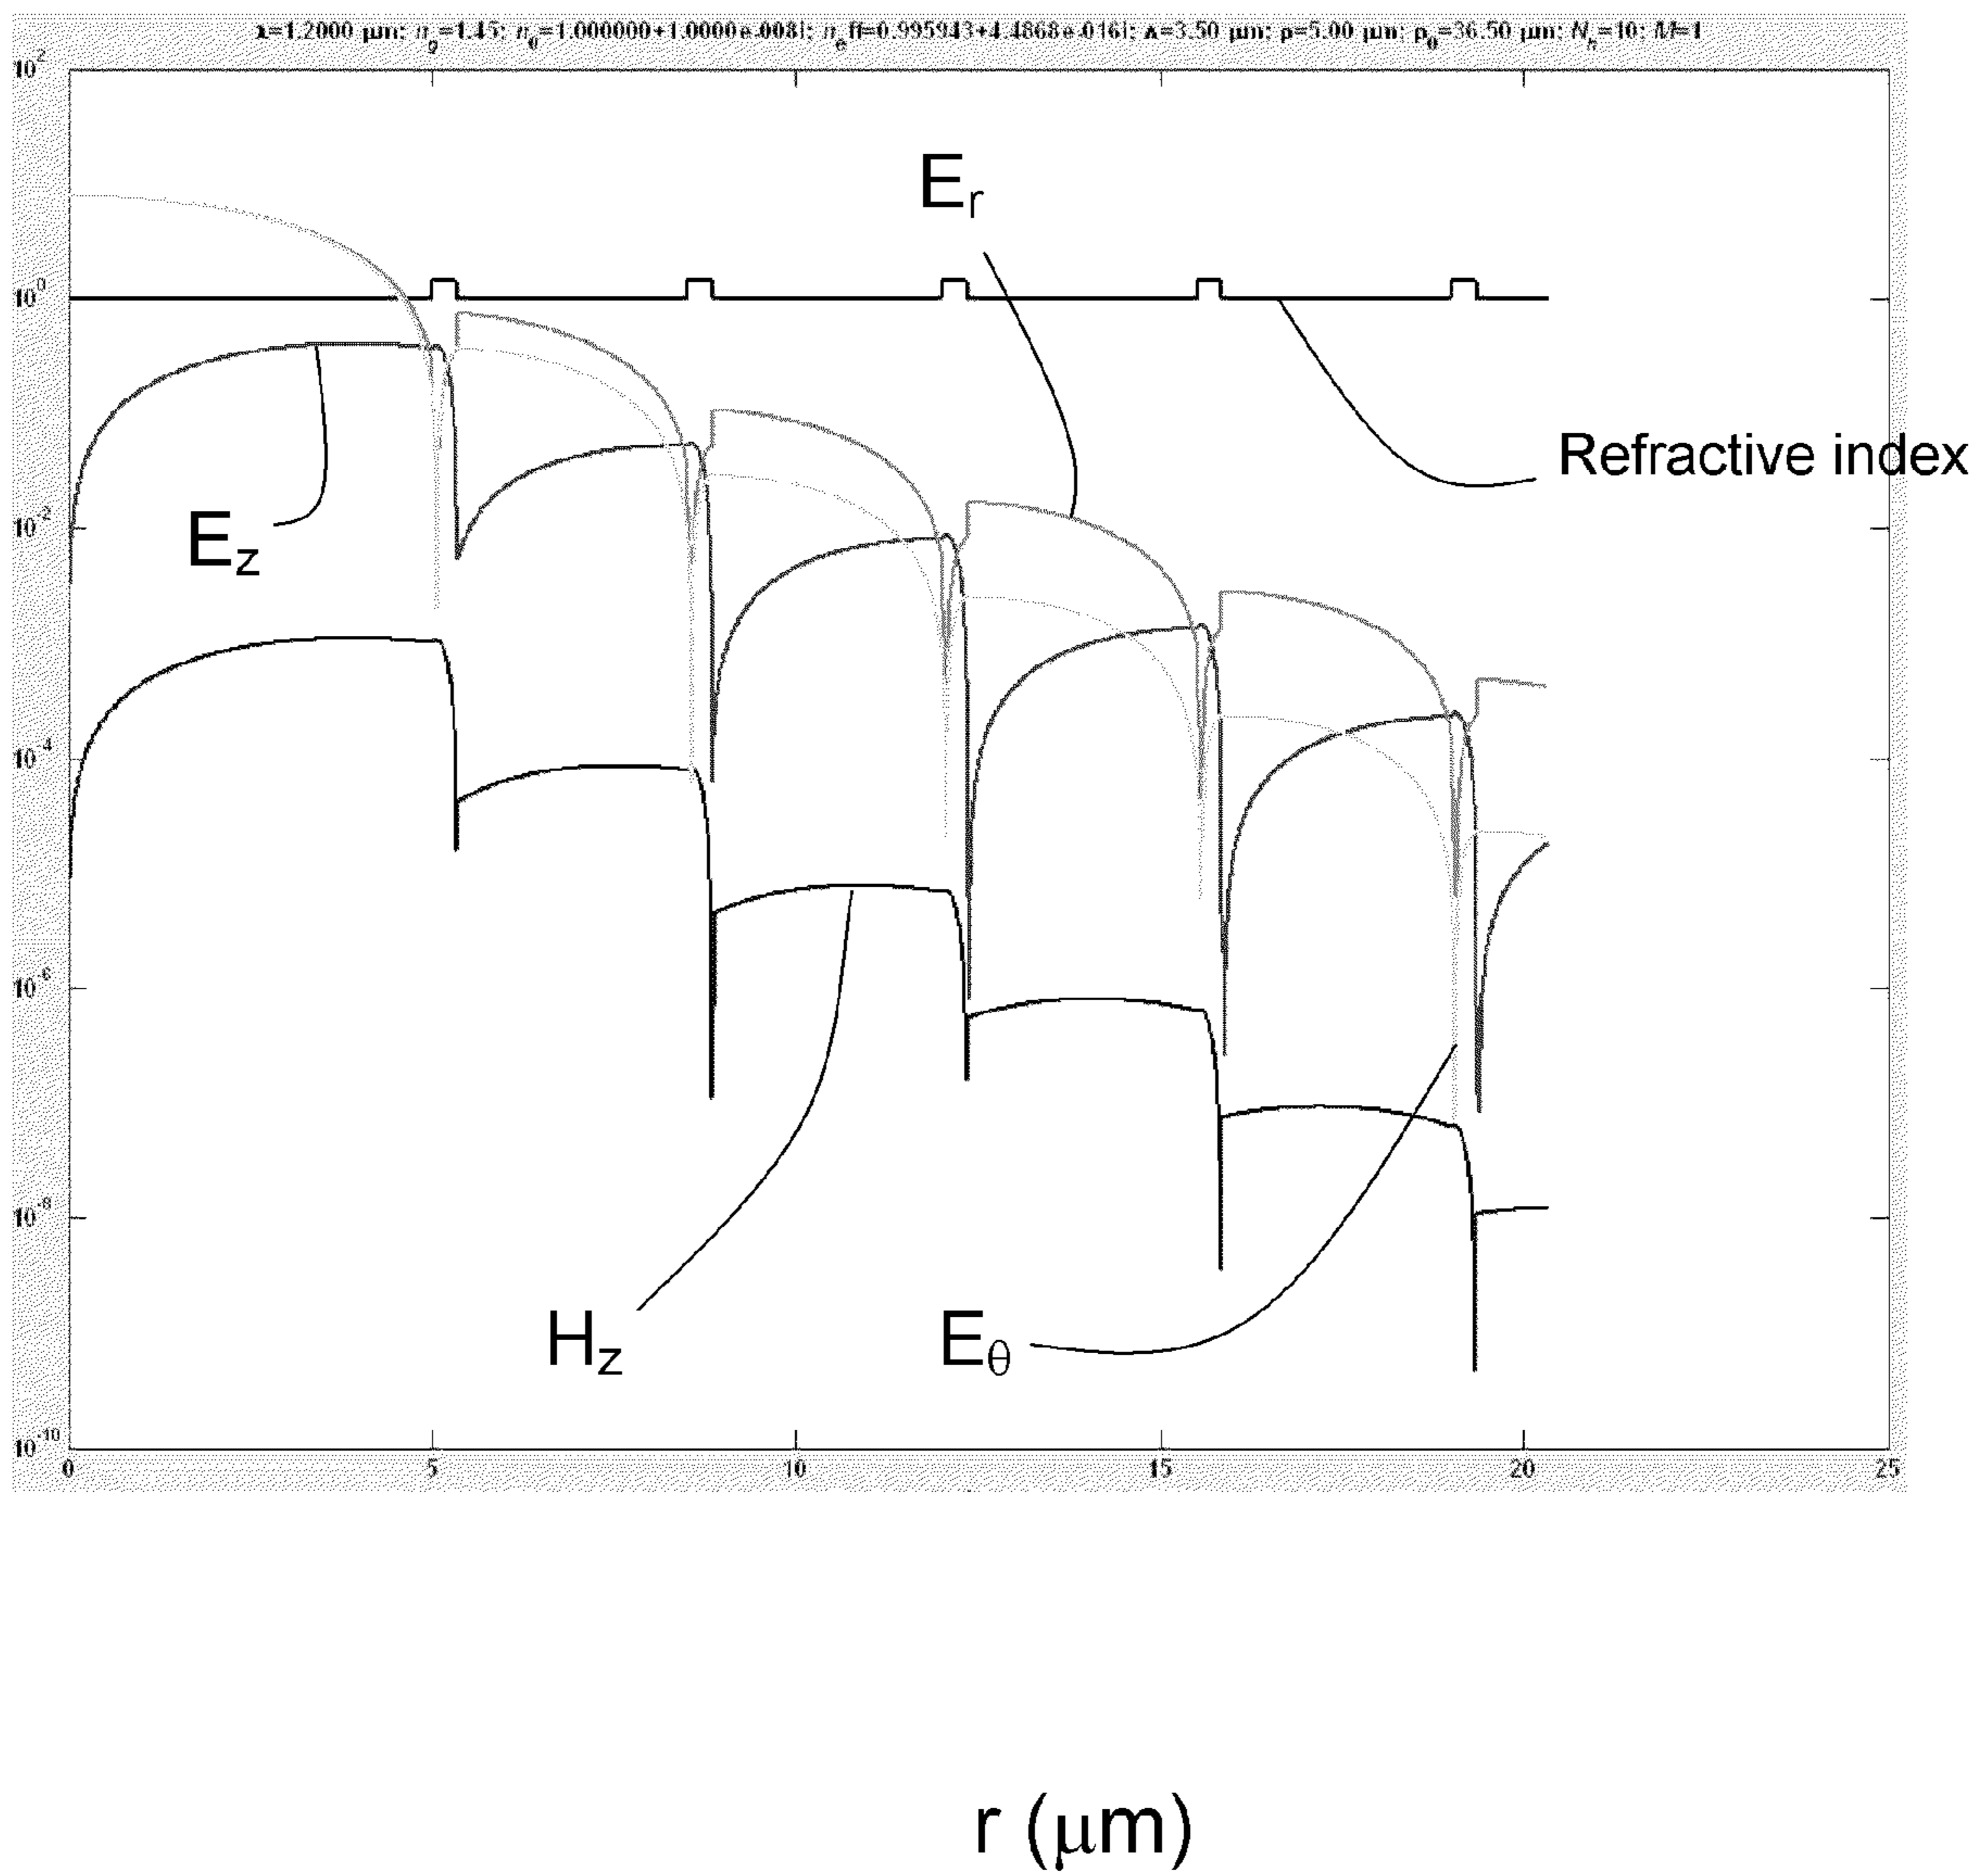 λ=1.2000 μm; n_g=1.45; n_0=1.000000+1.0000e-008i; n_eff=0.995943+4.4868e-016i; Λ=3.50 μm; ρ=5.00 μm; ρ_0=36.50 μm; N_h=10; M=1
10^2
E_r
10^0
Refractive index
10^-2
E_z
10^-4
10^-6
10^-8
H_z
E_θ
10^-10
0 5 10 15 20 25
r (μm)